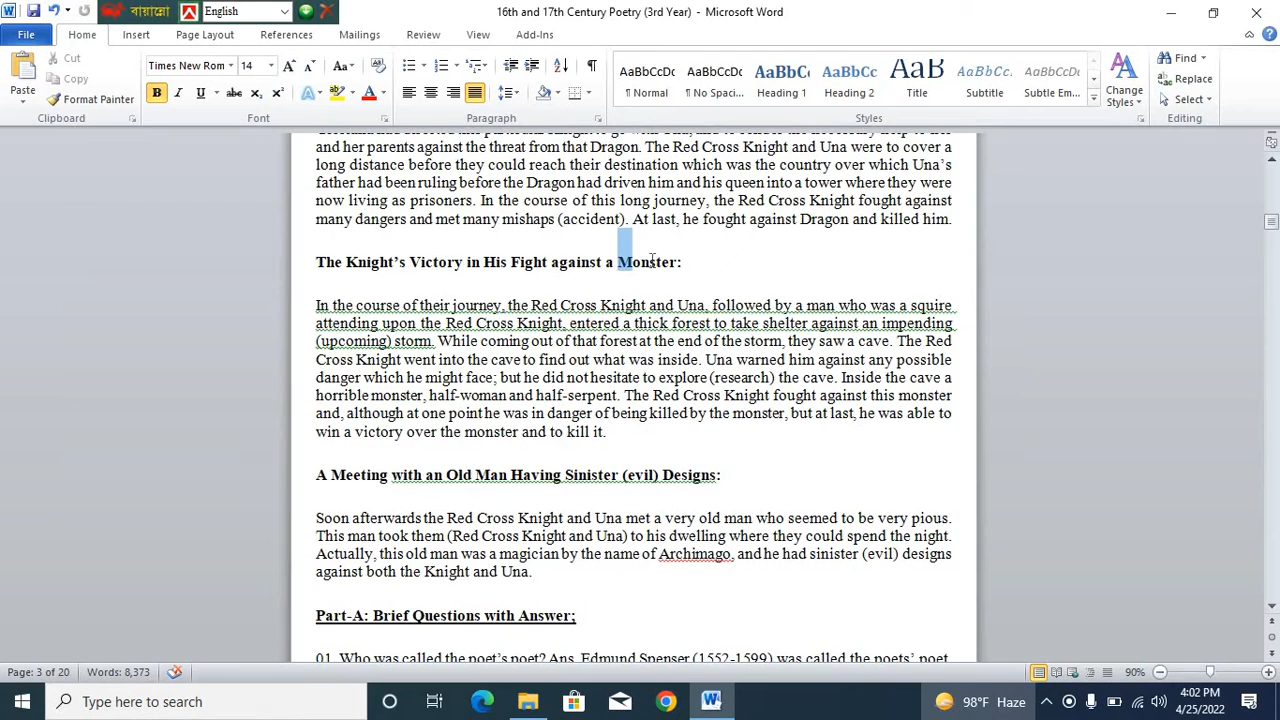 বায়ান্নো English
16th and 17th Century Poetry (3rd Year) - Microsoft Word
File Home Insert Page Layout References Mailings Review View Add-Ins
Paste
Cut
Copy
Format Painter
Clipboard
Times New Rom 14
Font
Paragraph
AaBbCcDc AaBbCcDc AaBbCc AaBbCc AaB AaBbCcL AaBbCcDc
¶ Normal ¶ No Spaci... Heading 1 Heading 2 Title Subtitle Subtle Em...
Change Styles
Styles
Find
Replace
Select
Editing
and her parents against the threat from that Dragon. The Red Cross Knight and Una were to cover a
long distance before they could reach their destination which was the country over which Una's
father had been ruling before the Dragon had driven him and his queen into a tower where they were
now living as prisoners. In the course of this long journey, the Red Cross Knight fought against
many dangers and met many mishaps (accident). At last, he fought against Dragon and killed him.
The Knight's Victory in His Fight against a Monster:
In the course of their journey, the Red Cross Knight and Una, followed by a man who was a squire
attending upon the Red Cross Knight, entered a thick forest to take shelter against an impending
(upcoming) storm. While coming out of that forest at the end of the storm, they saw a cave. The Red
Cross Knight went into the cave to find out what was inside. Una warned him against any possible
danger which he might face; but he did not hesitate to explore (research) the cave. Inside the cave a
horrible monster, half-woman and half-serpent. The Red Cross Knight fought against this monster
and, although at one point he was in danger of being killed by the monster, but at last, he was able to
win a victory over the monster and to kill it.
A Meeting with an Old Man Having Sinister (evil) Designs:
Soon afterwards the Red Cross Knight and Una met a very old man who seemed to be very pious.
This man took them (Red Cross Knight and Una) to his dwelling where they could spend the night.
Actually, this old man was a magician by the name of Archimago, and he had sinister (evil) designs
against both the Knight and Una.
Part-A: Brief Questions with Answer;
01. Who was called the poet's poet? Ans. Edmund Spenser (1552-1599) was called the poets' poet.
Page: 3 of 20 Words: 8,373 90%
Type here to search
98°F Haze
4:02 PM
4/25/2022